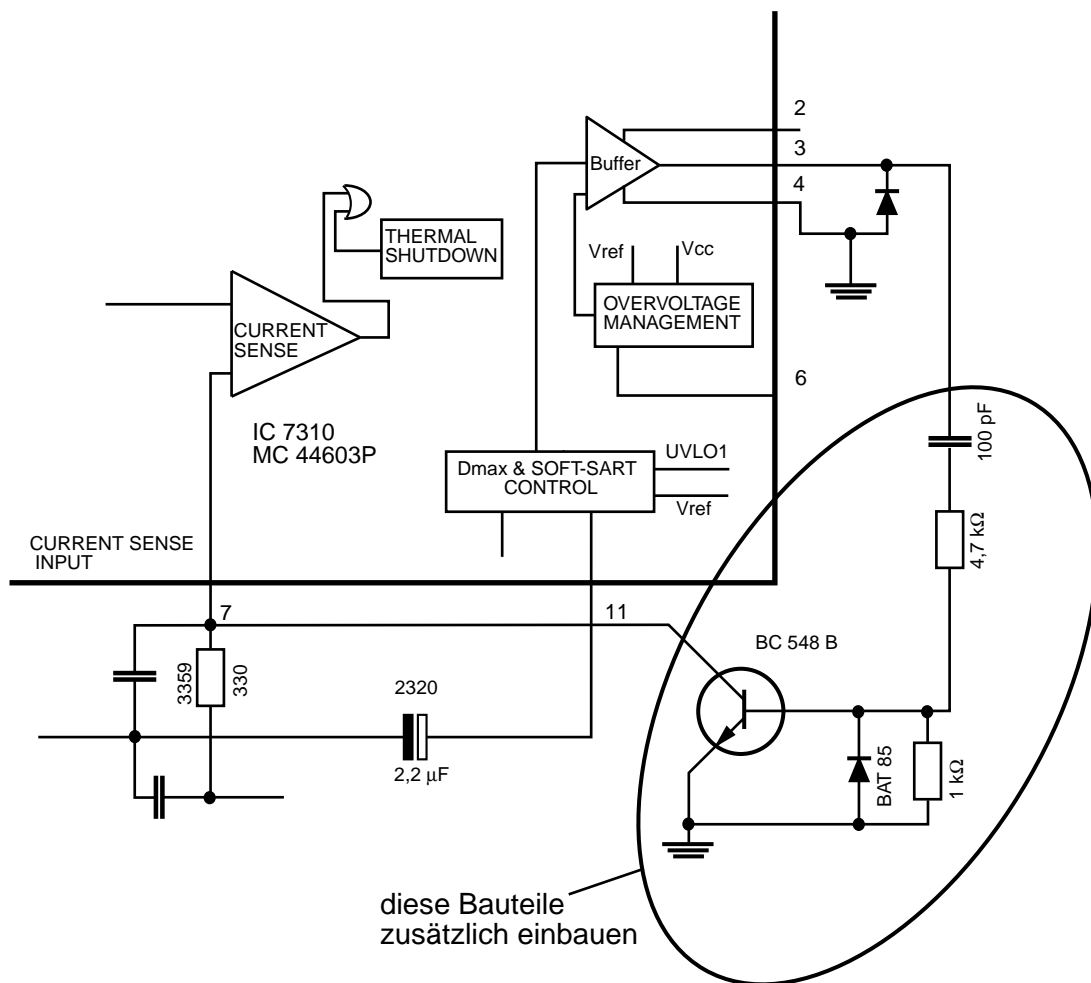 2
3
Buffer
4
THERMAL
SHUTDOWN
Vref
Vcc
OVERVOLTAGE
MANAGEMENT
CURRENT
SENSE
6
IC 7310
MC 44603P
100 pF
UVLO1
Dmax & SOFT-SART
CONTROL
Vref
4,7 kΩ
CURRENT SENSE
INPUT
7
11
BC 548 B
3359
330
2320
2,2 µF
BAT 85
1 kΩ
diese Bauteile
zusätzlich einbauen